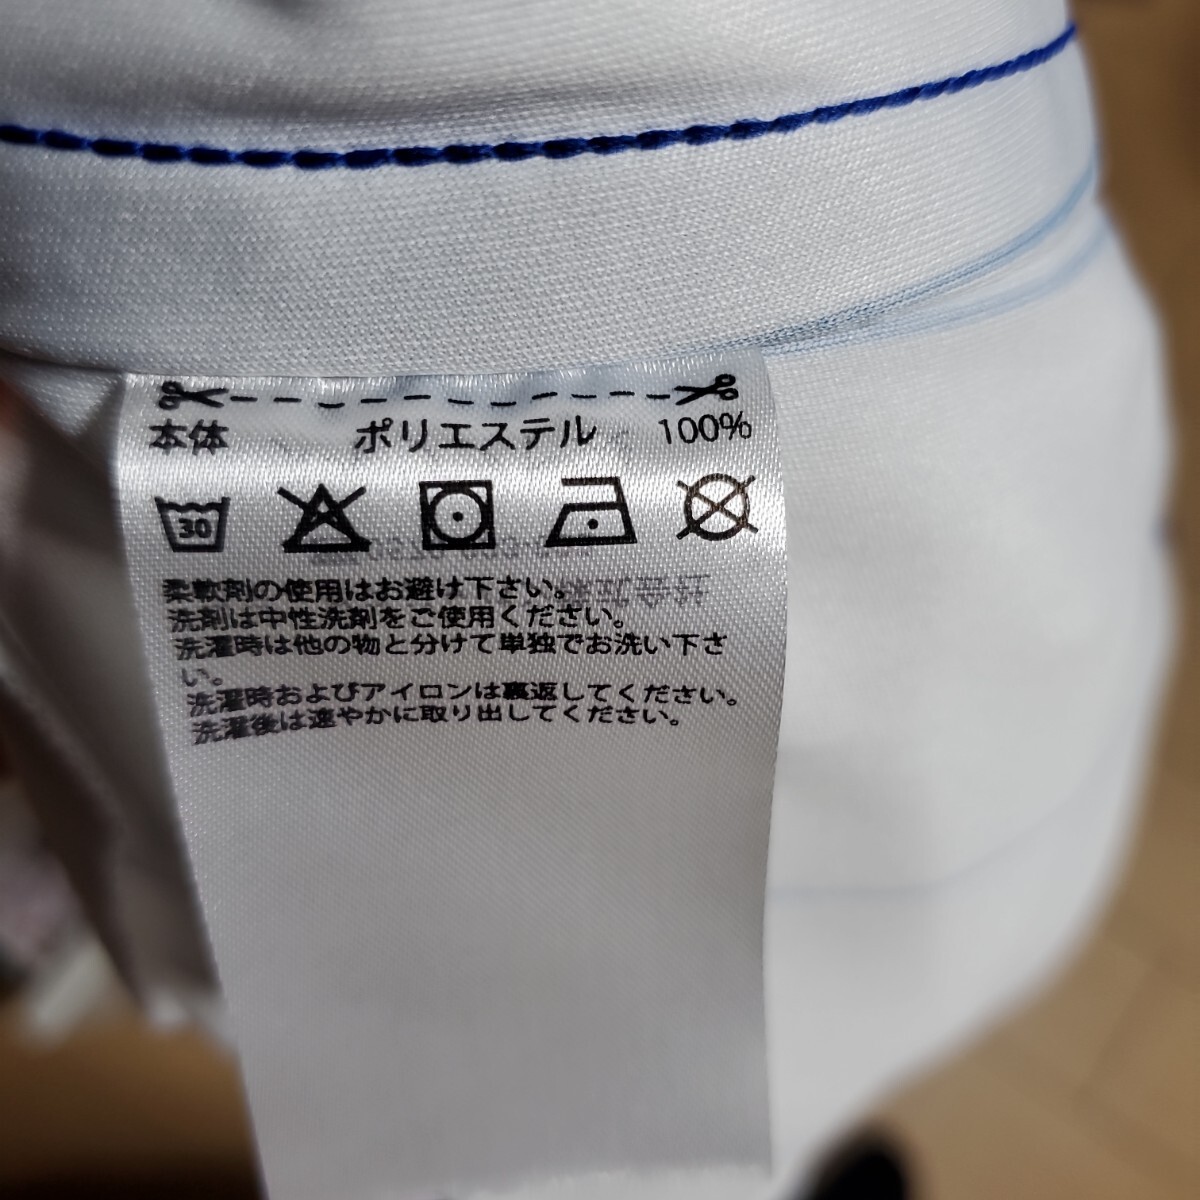 本体 ポリエステル 100%
30
柔軟剤の使用はお避け下さい。
洗剤は中性洗剤をご使用ください。
洗濯時は他の物と分けて単独でお洗い下さ
い。
洗濯時およびアイロンは裏返してください。
洗濯後は速やかに取り出してください。